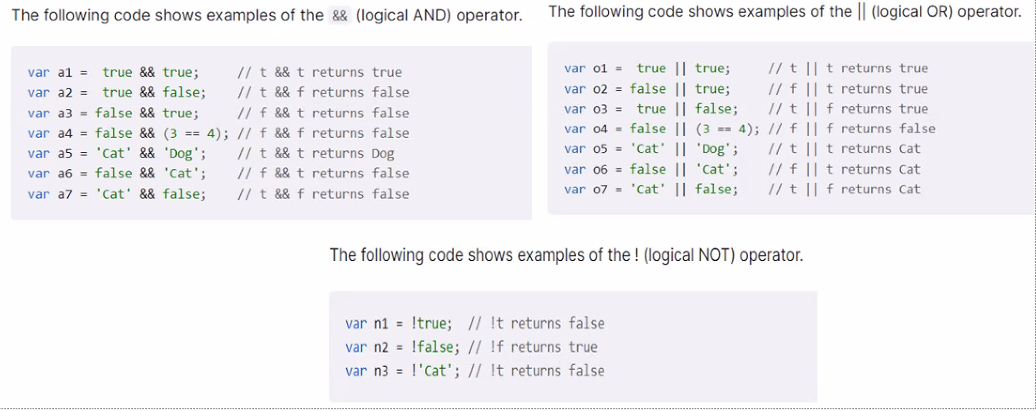 The following code shows examples of the && (logical AND) operator.
var a1 =  true && true;     // t && t returns true
var a2 =  true && false;    // t && f returns false
var a3 = false && true;     // f && t returns false
var a4 = false && (3 == 4); // f && f returns false
var a5 = 'Cat' && 'Dog';    // t && t returns Dog
var a6 = false && 'Cat';    // f && t returns false
var a7 = 'Cat' && false;    // t && f returns false
The following code shows examples of the || (logical OR) operator.
var o1 =  true || true;     // t || t returns true
var o2 = false || true;     // f || t returns true
var o3 =  true || false;    // t || f returns true
var o4 = false || (3 == 4); // f || f returns false
var o5 = 'Cat' || 'Dog';    // t || t returns Cat
var o6 = false || 'Cat';    // f || t returns Cat
var o7 = 'Cat' || false;    // t || f returns Cat
The following code shows examples of the ! (logical NOT) operator.
var n1 = !true;  // !t returns false
var n2 = !false; // !f returns true
var n3 = !'Cat'; // !t returns false